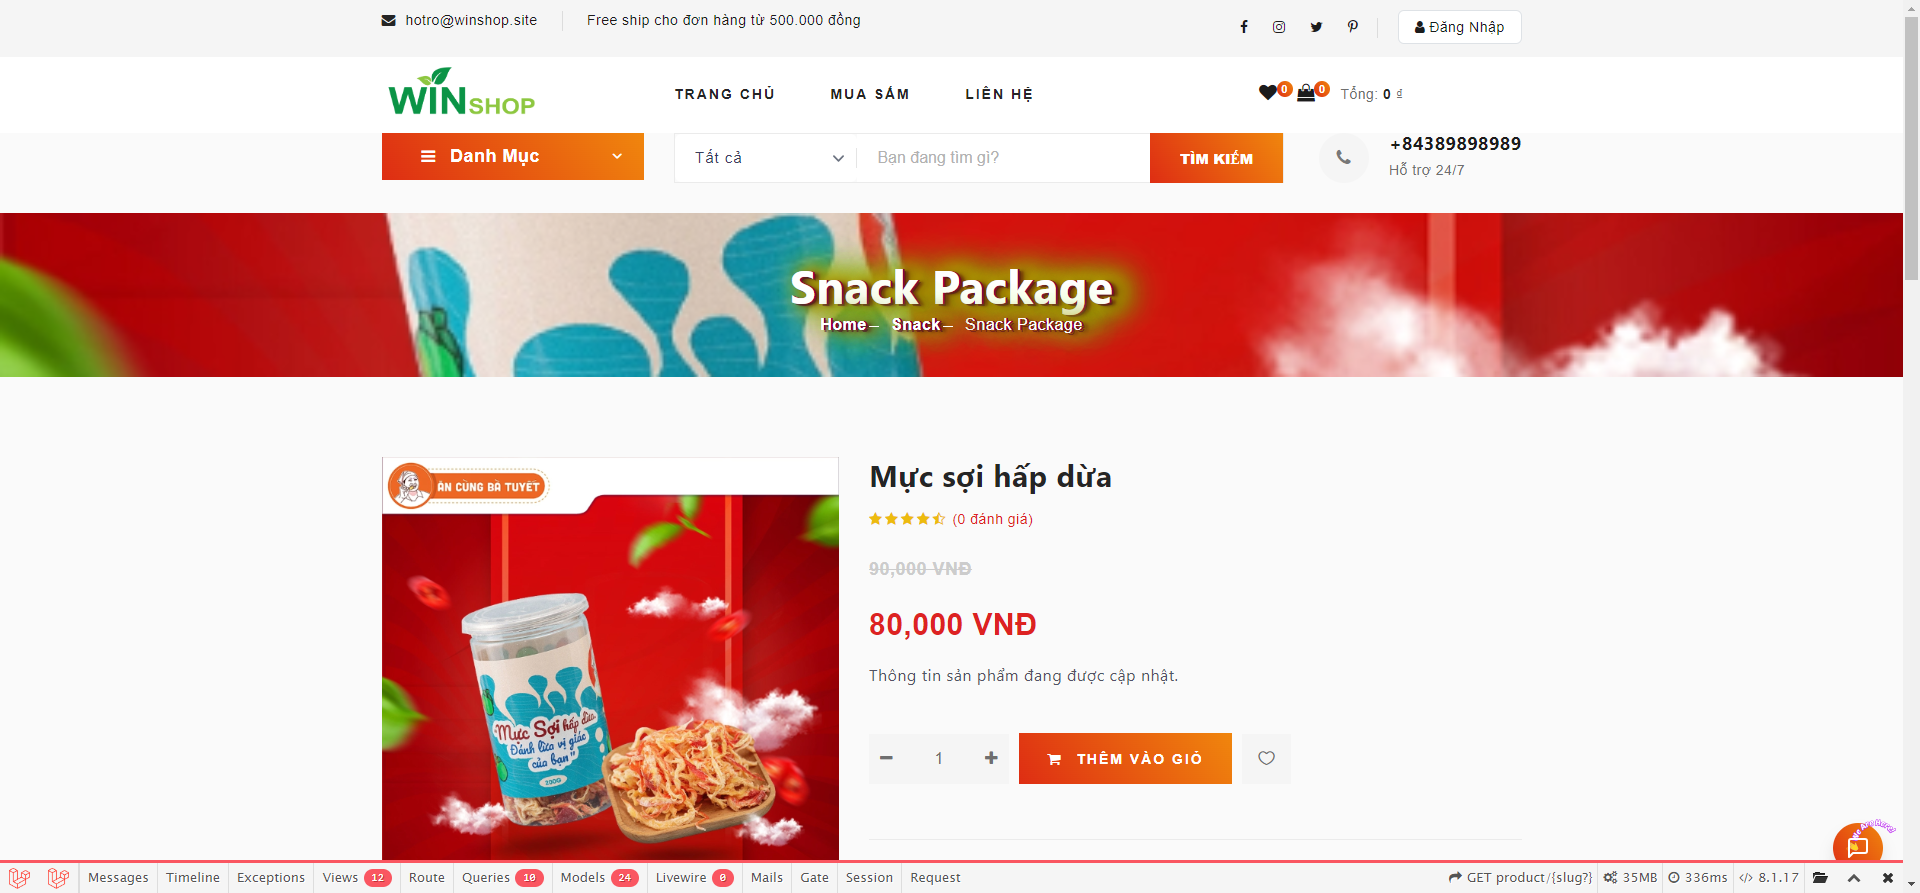 hotro@winshop.site
Free ship cho đơn hàng từ 500.000 đồng
Đăng Nhập
WINSHOP
TRANG CHỦ
MUA SẮM
LIÊN HỆ
0
0
Tổng: 0 ₫
Danh Mục
Tất cả
Bạn đang tìm gì?
TÌM KIẾM
+84389898989
Hỗ trợ 24/7
Snack Package
Home – Snack – Snack Package
ĂN CÙNG BÀ TUYẾT
Mực Sợi hấp dừa
Đánh lừa vị giác
của bạn"
230G
Mực sợi hấp dừa
(0 đánh giá)
90,000 VNĐ
80,000 VNĐ
Thông tin sản phẩm đang được cập nhật.
1
THÊM VÀO GIỎ
We Are Here!
Messages
Timeline
Exceptions
Views 12
Route
Queries 10
Models 24
Livewire 0
Mails
Gate
Session
Request
GET product/{slug?}
35MB
336ms
8.1.17